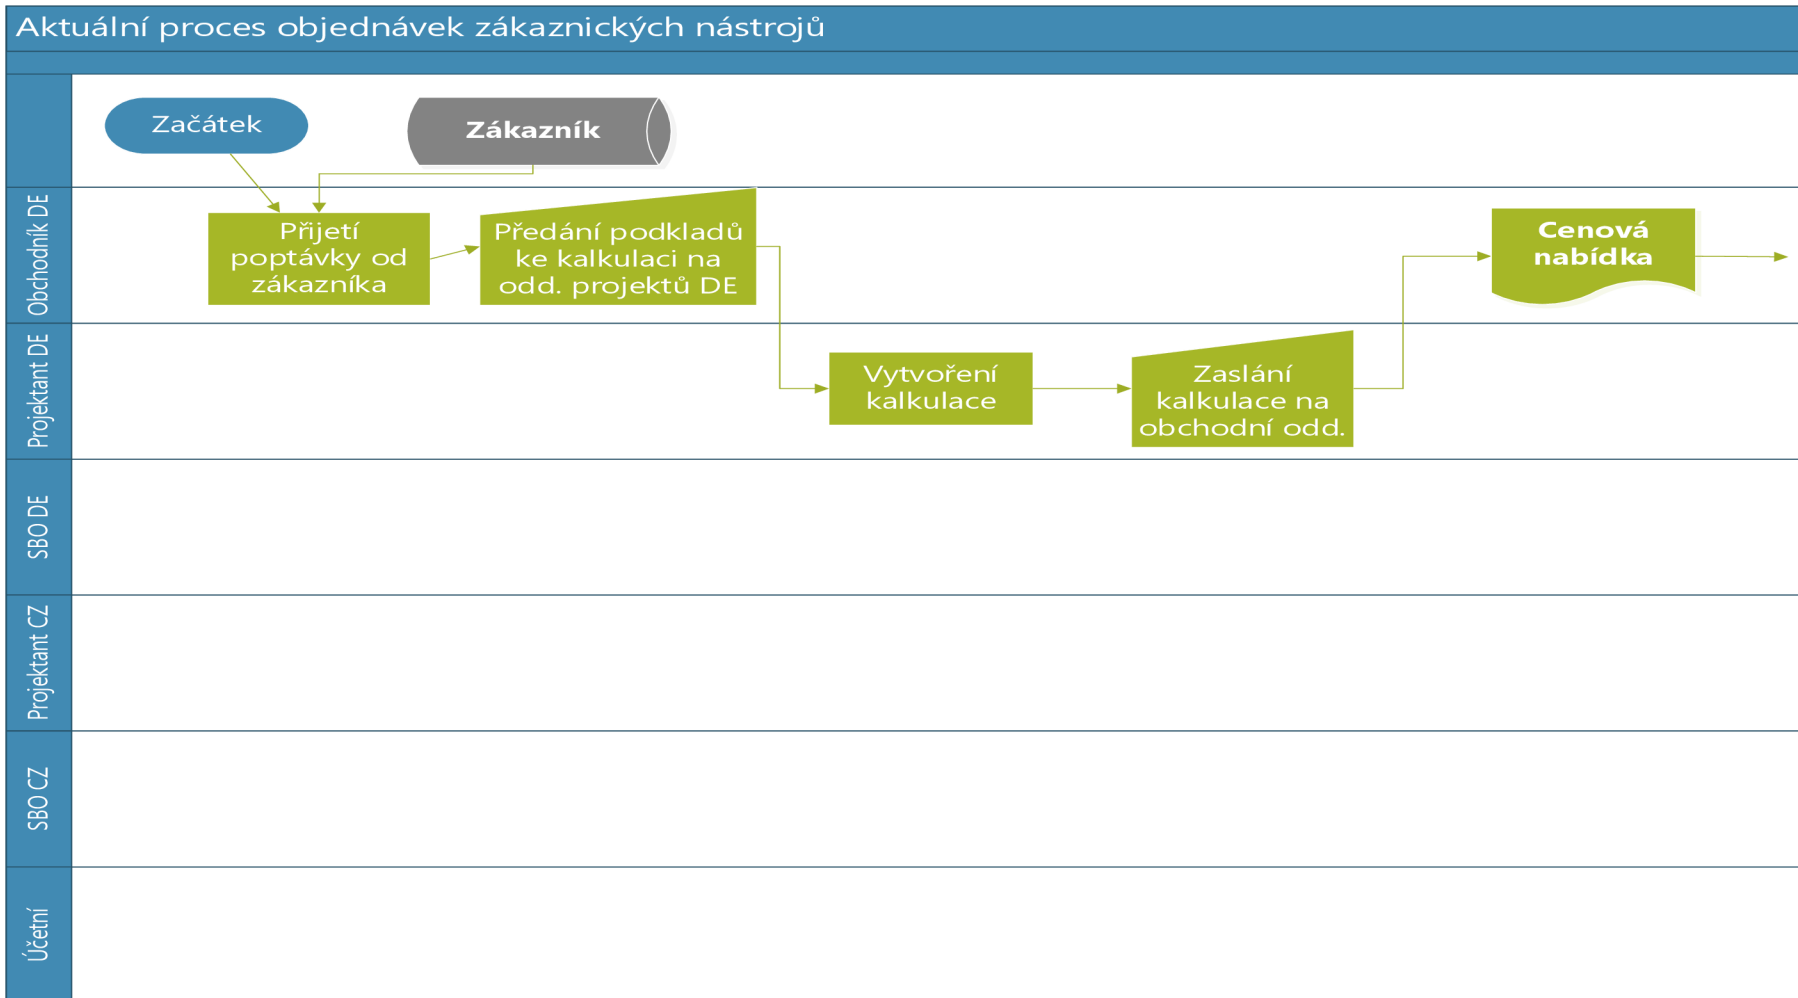 Aktuální proces objednávek zákaznických nástrojů
Začátek
Zákazník
Obchodník DE
Přijetí
poptávky od
zákazníka
Předání podkladů
ke kalkulaci na
odd. projektů DE
Cenová
nabídka
Projektant DE
Vytvoření
kalkulace
Zaslání
kalkulace na
obchodní odd.
SBO DE
Projektant CZ
SBO CZ
Účetní